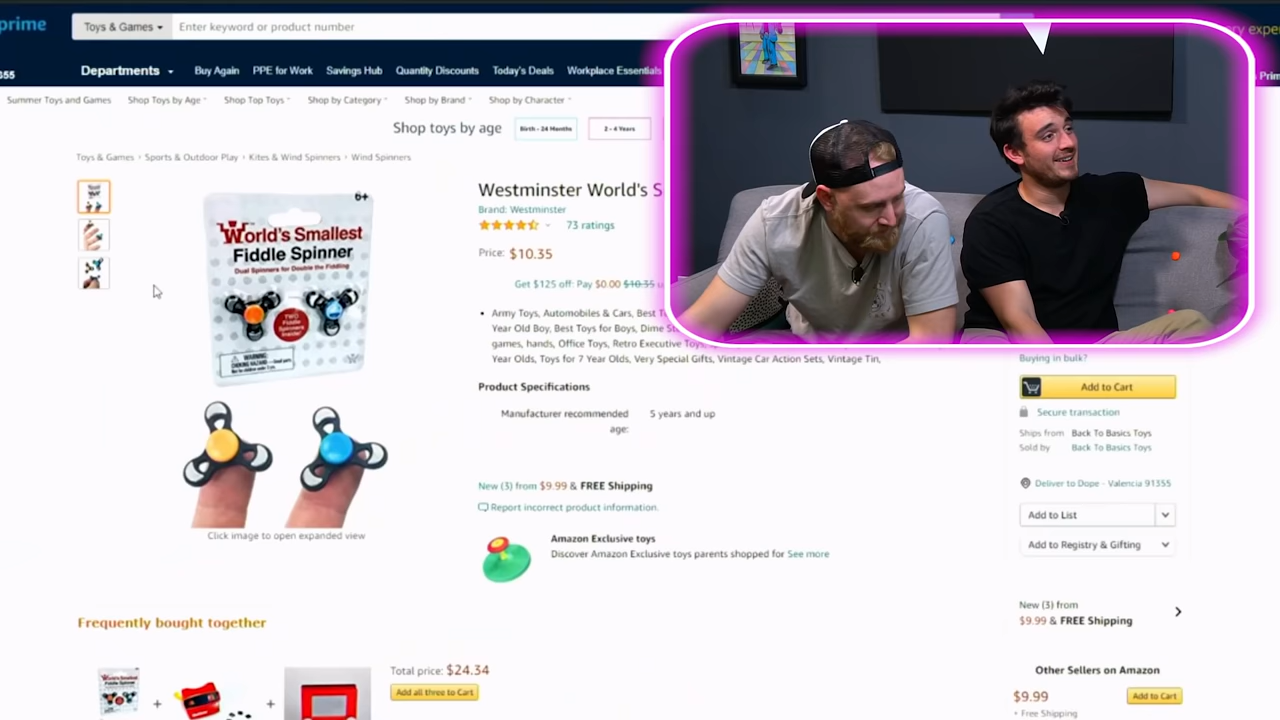 prime
Toys & Games
Enter keyword or product number
Departments
Buy Again
PPE for Work
Savings Hub
Quantity Discounts
Today's Deals
Workplace Essentials
Prim
Summer Toys and Games
Shop Toys by Age
Shop Top Toys
Shop by Category
Shop by Brand
Shop by Character
Shop toys by age
Birth - 24 Months
2 - 4 Years
Toys & Games › Sports & Outdoor Play › Kites & Wind Spinners › Wind Spinners
6+
World's Smallest
Fiddle Spinner
Dual Spinners for Double the Fiddling
TWO
Fiddle
Spinners
Inside!
WARNING:
Click image to open expanded view
Westminster World's S
Brand: Westminster
73 ratings
Price: $10.35
Get $125 off: Pay $0.00 $10.35 u
• Army Toys, Automobiles & Cars, Best T
Year Old Boy, Best Toys for Boys, Dime St
games, hands, Office Toys, Retro Executive Toy
Year Olds, Toys for 7 Year Olds, Very Special Gifts, Vintage Car Action Sets, Vintage Tin,
Product Specifications
Manufacturer recommended
age:
5 years and up
New (3) from $9.99 & FREE Shipping
Report incorrect product information.
Amazon Exclusive toys
Discover Amazon Exclusive toys parents shopped for See more
Buying in bulk?
Add to Cart
Secure transaction
Ships from Back To Basics Toys
Sold by Back To Basics Toys
Deliver to Dope - Valencia 91355
Add to List
Add to Registry & Gifting
New (3) from
$9.99 & FREE Shipping
Other Sellers on Amazon
$9.99
Add to Cart
+ Free Shipping
Frequently bought together
World's Smallest
+
+
Total price: $24.34
Add all three to Cart